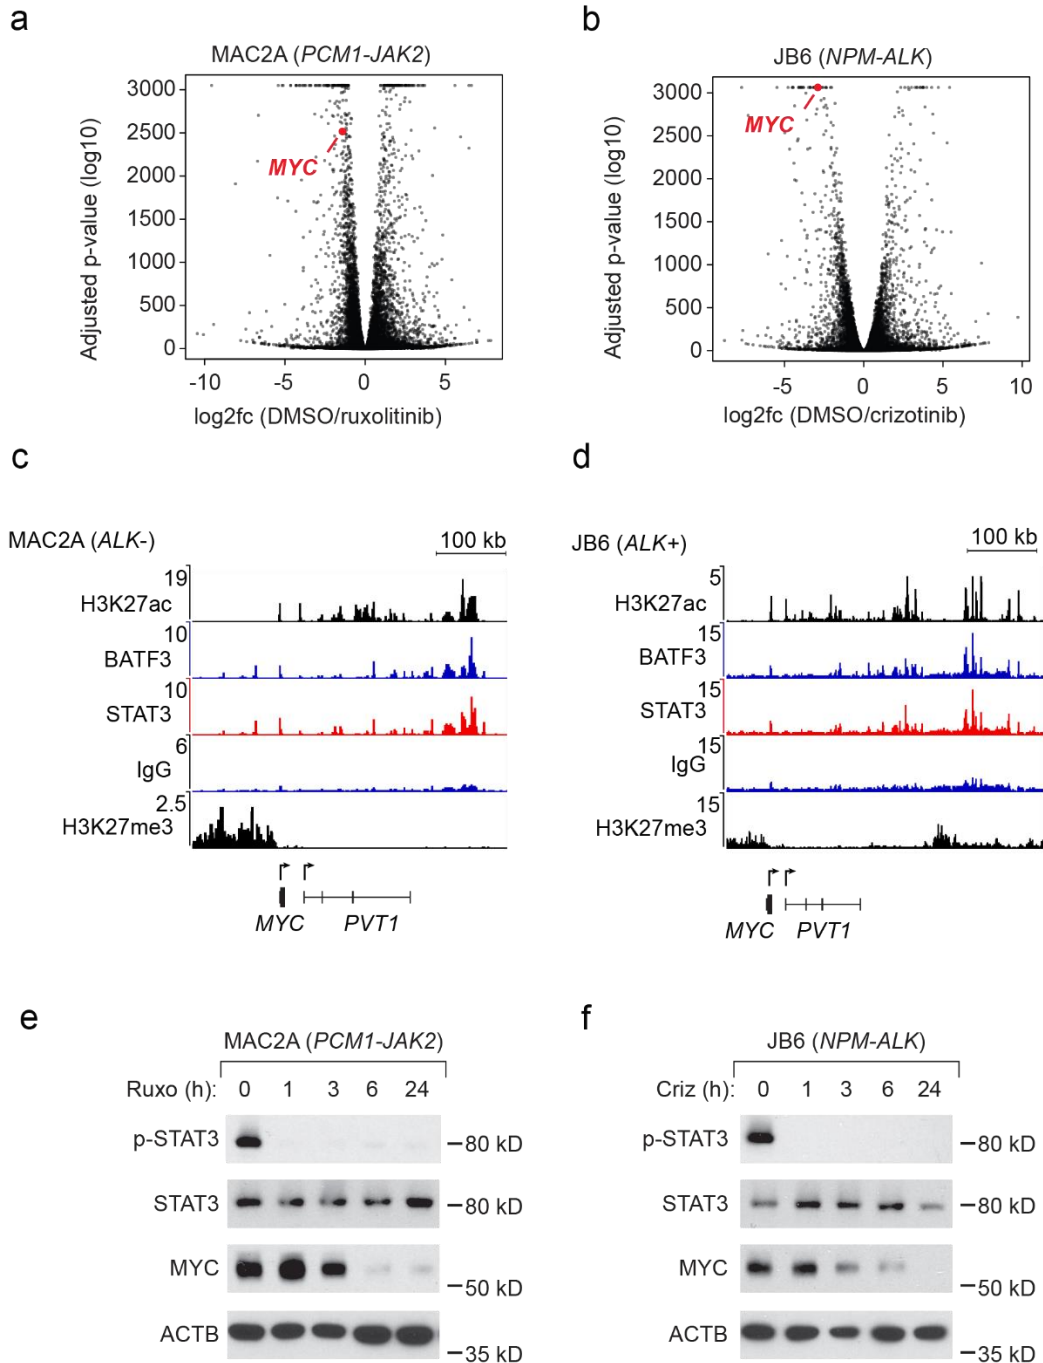 a
MAC2A (PCM1-JAK2)
Adjusted p-value (log10)
3000
2500
2000
1500
1000
500
0
MYC
-10 -5 0 5
log2fc (DMSO/ruxolitinib)
b
JB6 (NPM-ALK)
Adjusted p-value (log10)
3000
2500
2000
1500
1000
500
0
MYC
-5 0 5 10
log2fc (DMSO/crizotinib)
c
MAC2A (ALK-)
100 kb
19
H3K27ac
10
BATF3
10
STAT3
6
IgG
2.5
H3K27me3
MYC PVT1
d
JB6 (ALK+)
100 kb
5
H3K27ac
15
BATF3
15
STAT3
15
IgG
15
H3K27me3
MYC PVT1
e
MAC2A (PCM1-JAK2)
Ruxo (h): 0 1 3 6 24
p-STAT3 80 kD
STAT3 80 kD
MYC 50 kD
ACTB 35 kD
f
JB6 (NPM-ALK)
Criz (h): 0 1 3 6 24
p-STAT3 80 kD
STAT3 80 kD
MYC 50 kD
ACTB 35 kD